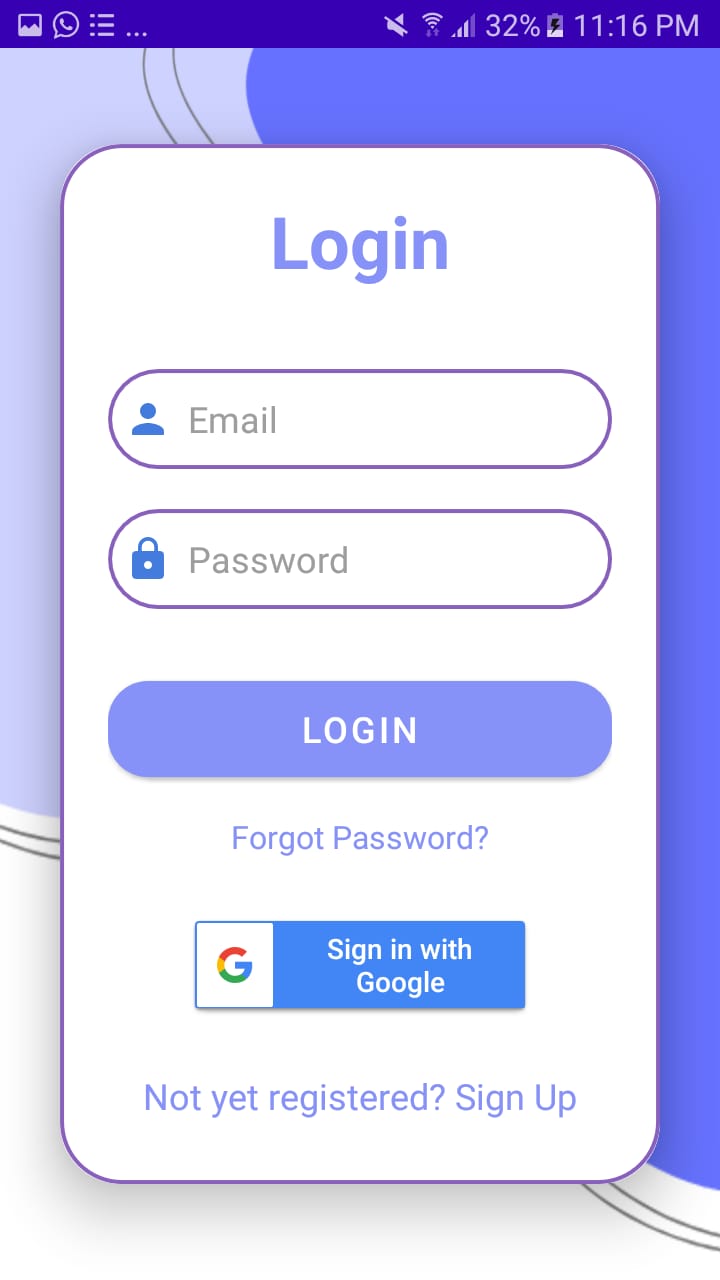 ... 32% 11:16 PM
Login
Email
Password
LOGIN
Forgot Password?
Sign in with
Google
Not yet registered? Sign Up